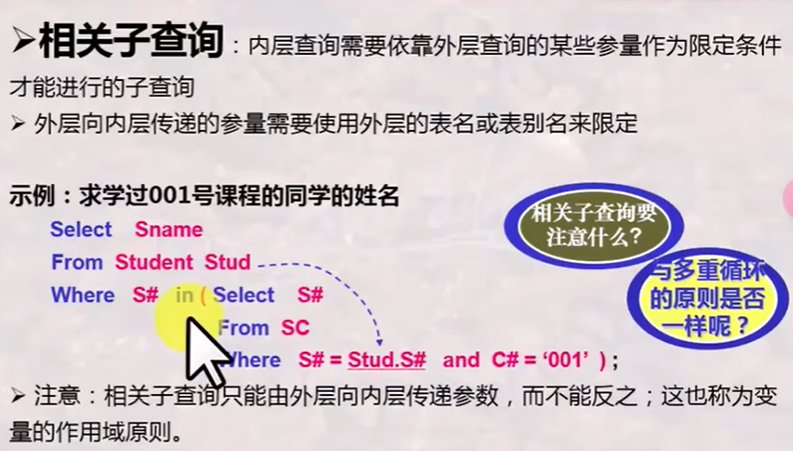 ➢相关子查询：内层查询需要依靠外层查询的某些参量作为限定条件
才能进行的子查询
➢ 外层向内层传递的参量需要使用外层的表名或表别名来限定
示例：求学过001号课程的同学的姓名
Select Sname
From Student Stud
Where S# in ( Select S#
From SC
Where S# = Stud.S# and C# = ‘001’ ) ;
相关子查询要
注意什么？
与多重循环
的原则是否
一样呢？
➢ 注意：相关子查询只能由外层向内层传递参数，而不能反之；这也称为变
量的作用域原则。